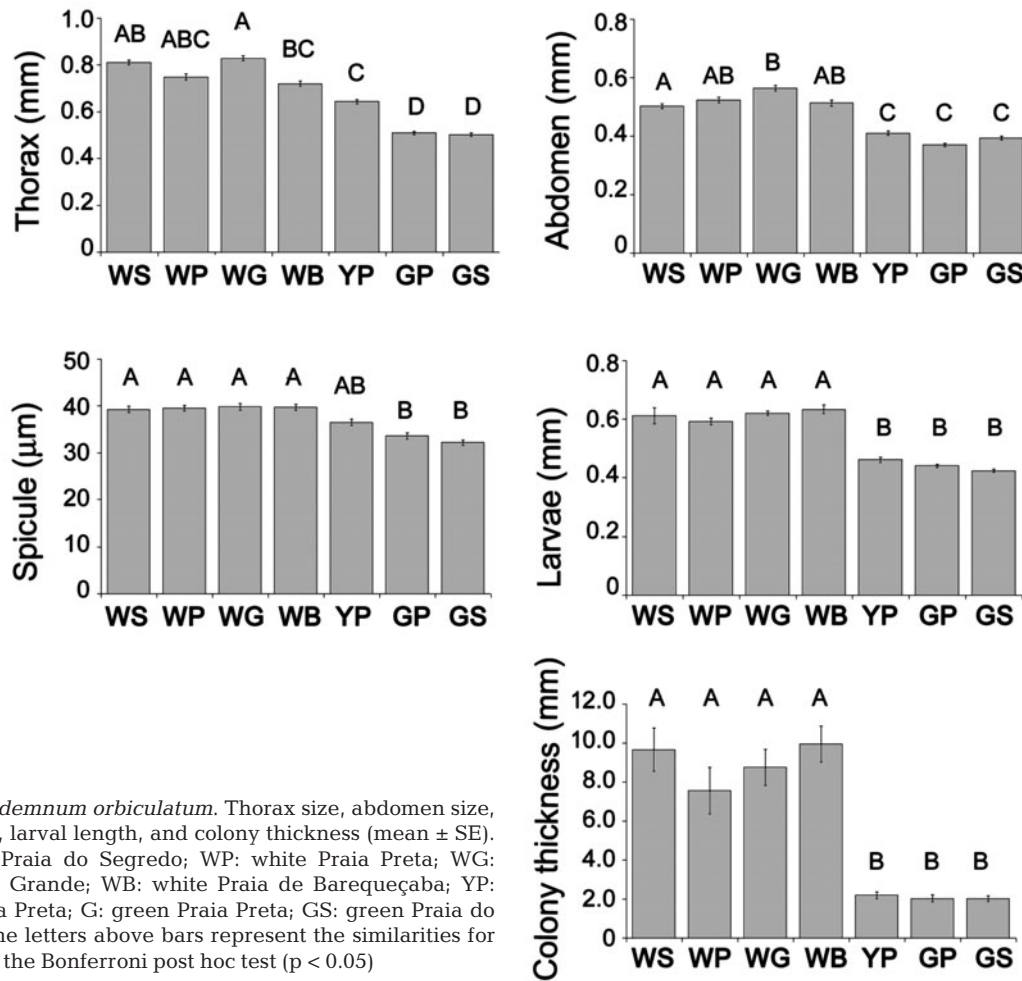 1.0
0.8
0.6
0.4
0.2
0
Thorax (mm)
AB ABC A BC C D D
WS WP WG WB YP GP GS
0.8
0.6
0.4
0.2
0
Abdomen (mm)
A AB B AB C C C
WS WP WG WB YP GP GS
50
40
30
20
10
0
Spicule (µm)
A A A A AB B B
WS WP WG WB YP GP GS
0.8
0.6
0.4
0.2
0
Larvae (mm)
A A A A B B B
WS WP WG WB YP GP GS
12.0
10.0
8.0
6.0
4.0
2.0
0
Colony thickness (mm)
A A A A B B B
WS WP WG WB YP GP GS
demnum orbiculatum. Thorax size, abdomen size,
, larval length, and colony thickness (mean ± SE).
Praia do Segredo; WP: white Praia Preta; WG:
Grande; WB: white Praia de Barequeçaba; YP:
a Preta; G: green Praia Preta; GS: green Praia do
ne letters above bars represent the similarities for
the Bonferroni post hoc test (p < 0.05)